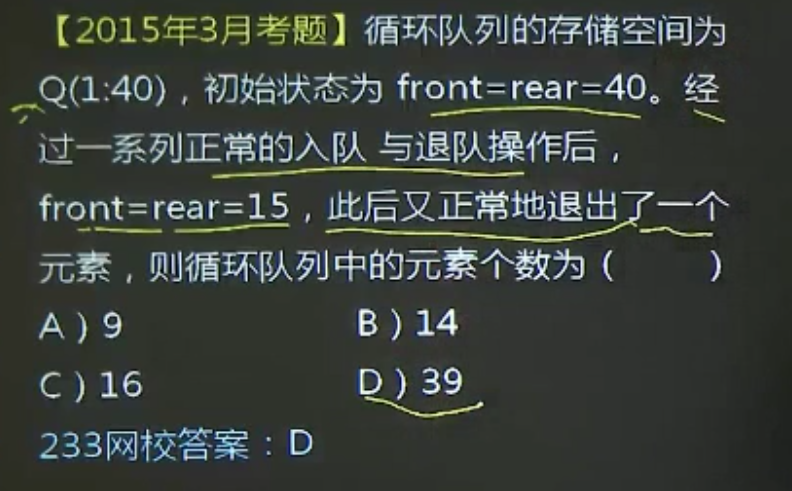 【2015年3月考题】循环队列的存储空间为
Q(1:40)，初始状态为 front=rear=40。经
过一系列正常的入队 与退队操作后，
front=rear=15，此后又正常地退出了一个
元素，则循环队列中的元素个数为（　　）
A）9　　B）14
C）16　　D）39
233网校答案：D